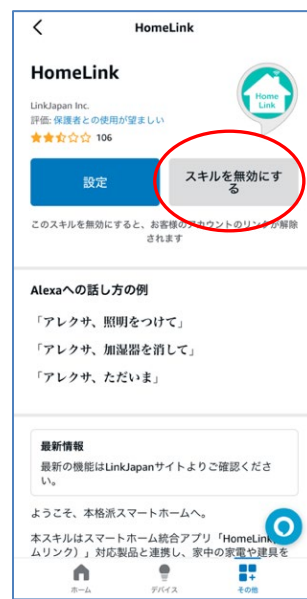 HomeLink
HomeLink
Home
Link
LinkJapan Inc.
評価: 保護者との使用が望ましい
106
設定
スキルを無効にす
る
このスキルを無効にすると、お客様のアカウントのリンクが解除
されます
Alexaへの話し方の例
「アレクサ、照明をつけて」
「アレクサ、加湿器を消して」
「アレクサ、ただいま」
最新情報
最新の機能はLinkJapanサイトよりご確認くださ
い。
ようこそ、本格派スマートホームへ。
本スキルはスマートホーム統合アプリ「HomeLink
ムリンク）」対応製品と連携し、家中の家電や建具を
ホーム
デバイス
その他